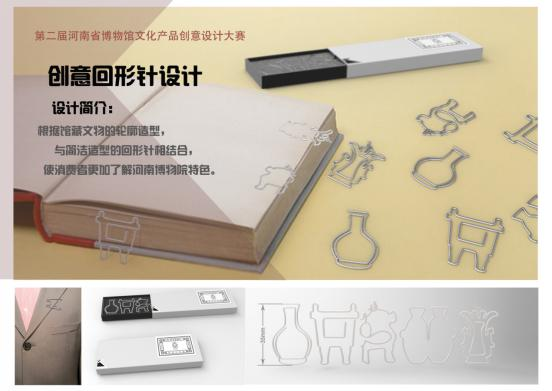 第二届河南省博物馆文化产品创意设计大赛
创意回形针设计
设计简介：
根据馆藏文物的轮廓造型，
与简洁造型的回形针相结合，
使消费者更加了解河南博物院特色。